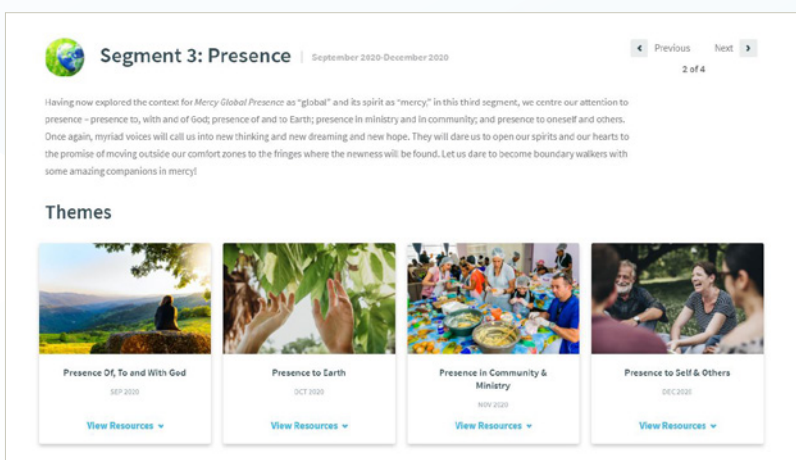 Segment 3: Presence | September 2020-December 2020
Previous Next
2 of 4
Having now explored the context for Mercy Global Presence as "global" and its spirit as "mercy," in this third segment, we centre our attention to
presence – presence to, with and of God; presence of and to Earth; presence in ministry and in community; and presence to oneself and others.
Once again, myriad voices will call us into new thinking and new dreaming and new hope. They will dare us to open our spirits and our hearts to
the promise of moving outside our comfort zones to the fringes where the newness will be found. Let us dare to become boundary walkers with
some amazing companions in mercy!
Themes
Presence Of, To and With God
SEP 2020
View Resources
Presence to Earth
OCT 2020
View Resources
Presence in Community &
Ministry
NOV 2020
View Resources
Presence to Self & Others
DEC 2020
View Resources